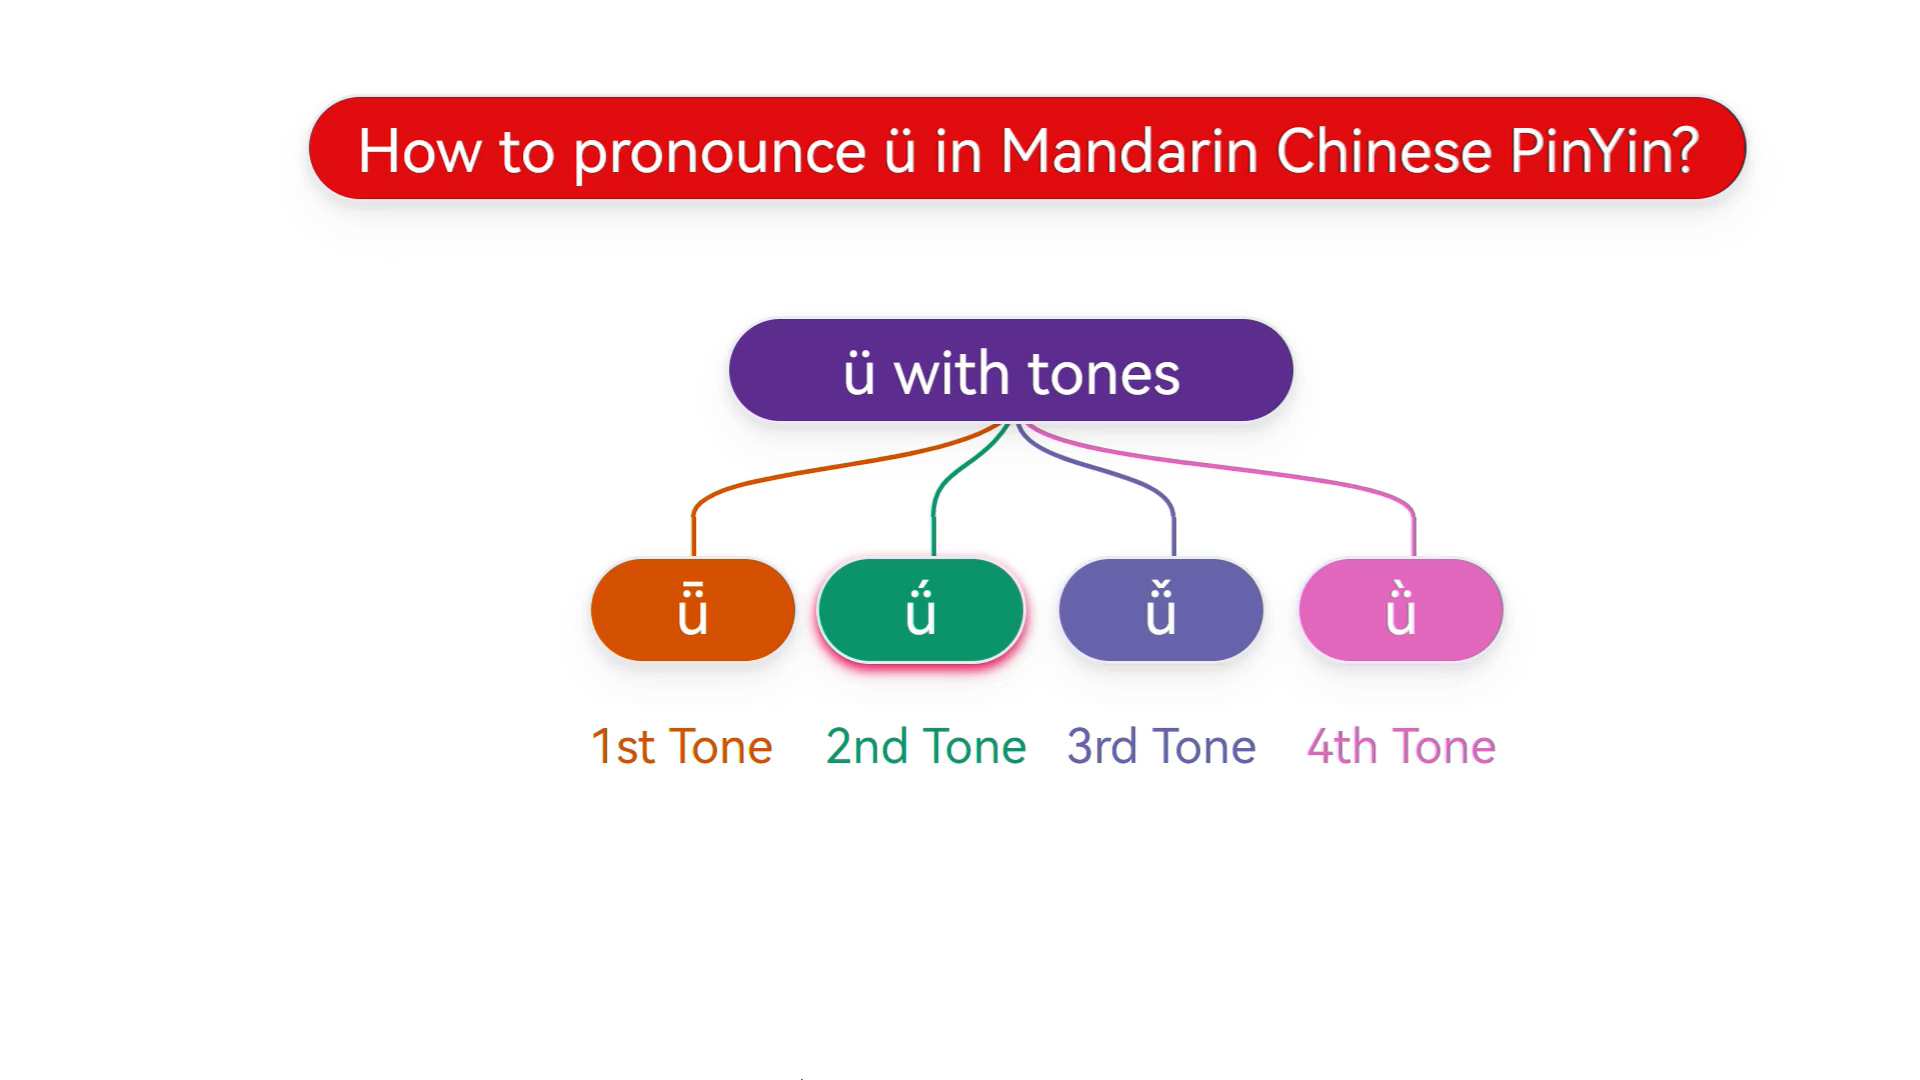 How to pronounce ü in Mandarin Chinese PinYin?
ü with tones
ǖ ǘ ǚ ǜ
1st Tone 2nd Tone 3rd Tone 4th Tone